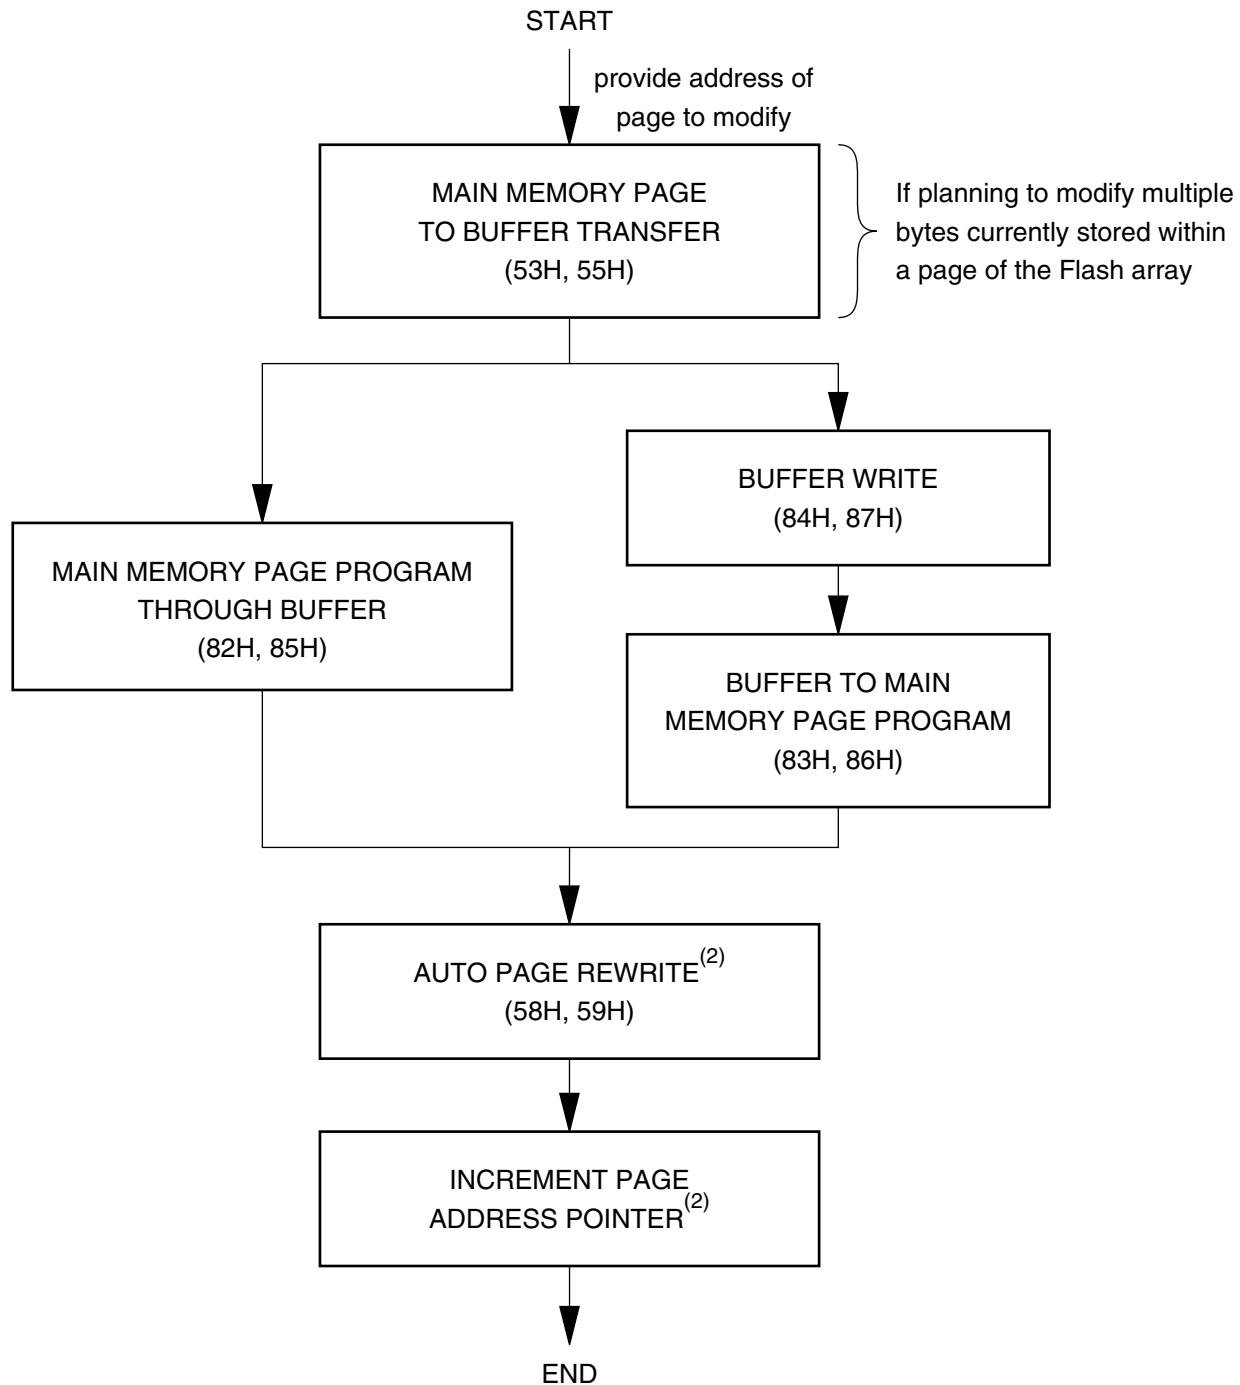 START
provide address of
page to modify
MAIN MEMORY PAGE
TO BUFFER TRANSFER
(53H, 55H)
If planning to modify multiple
bytes currently stored within
a page of the Flash array
MAIN MEMORY PAGE PROGRAM
THROUGH BUFFER
(82H, 85H)
BUFFER WRITE
(84H, 87H)
BUFFER TO MAIN
MEMORY PAGE PROGRAM
(83H, 86H)
AUTO PAGE REWRITE(2)
(58H, 59H)
INCREMENT PAGE
ADDRESS POINTER(2)
END